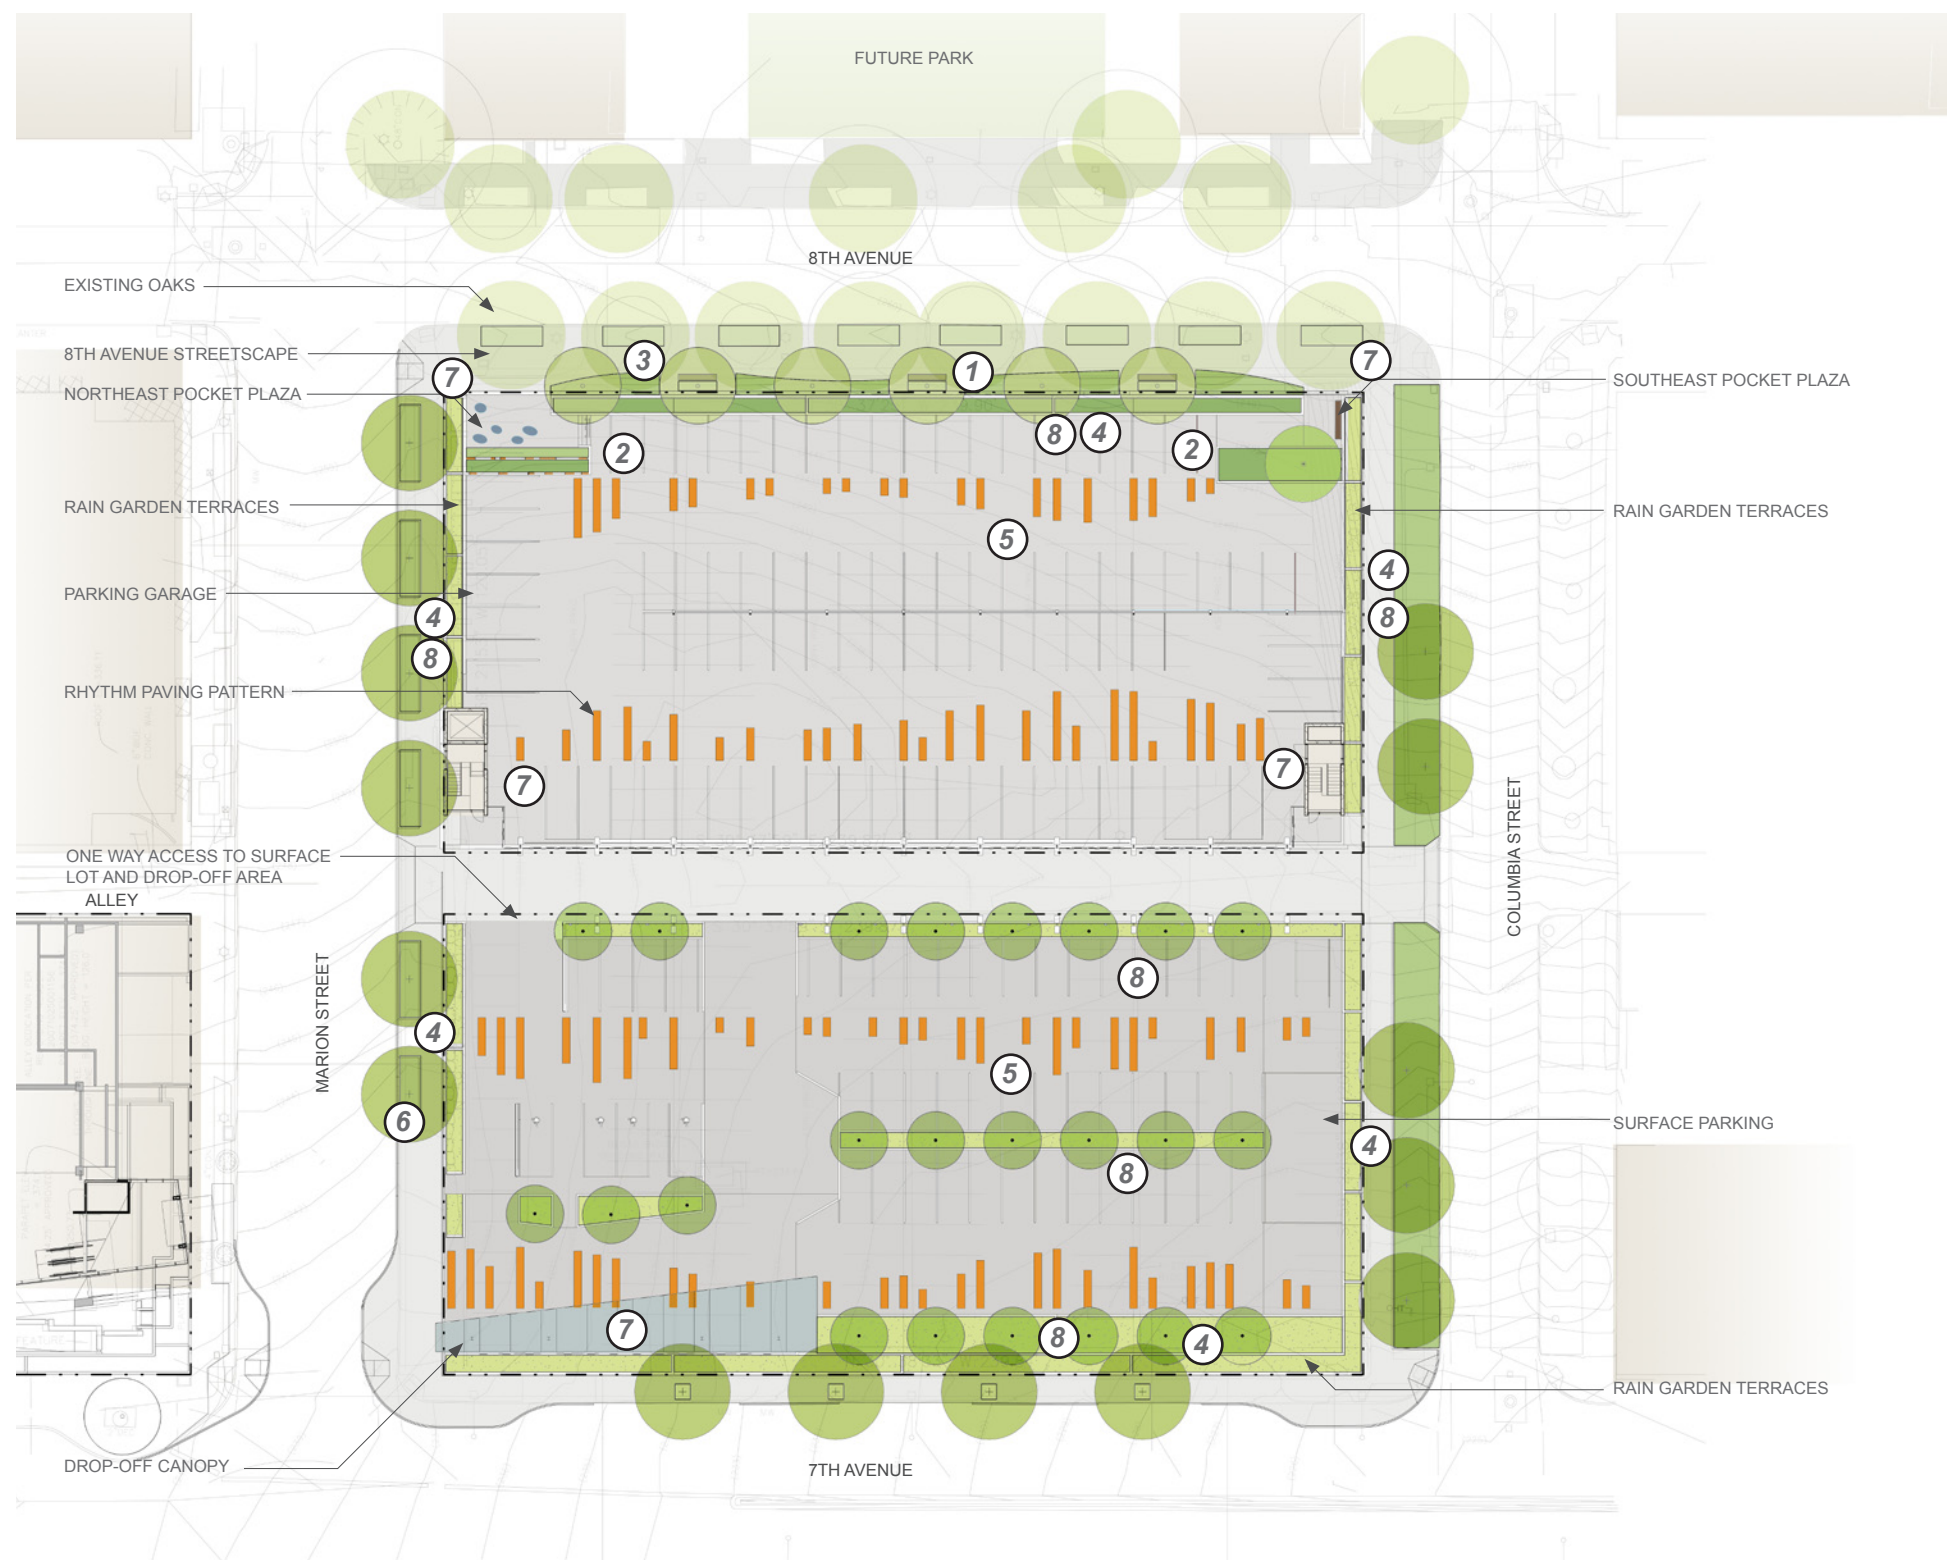 FUTURE PARK
8TH AVENUE
EXISTING OAKS
8TH AVENUE STREETSCAPE
3
1
7
7
NORTHEAST POCKET PLAZA
SOUTHEAST POCKET PLAZA
8
4
2
2
RAIN GARDEN TERRACES
RAIN GARDEN TERRACES
5
4
PARKING GARAGE
4
8
8
RHYTHM PAVING PATTERN
7
7
ONE WAY ACCESS TO SURFACE
LOT AND DROP-OFF AREA
ALLEY
COLUMBIA STREET
MARION STREET
8
4
5
6
SURFACE PARKING
4
8
7
8
4
RAIN GARDEN TERRACES
DROP-OFF CANOPY
7TH AVENUE